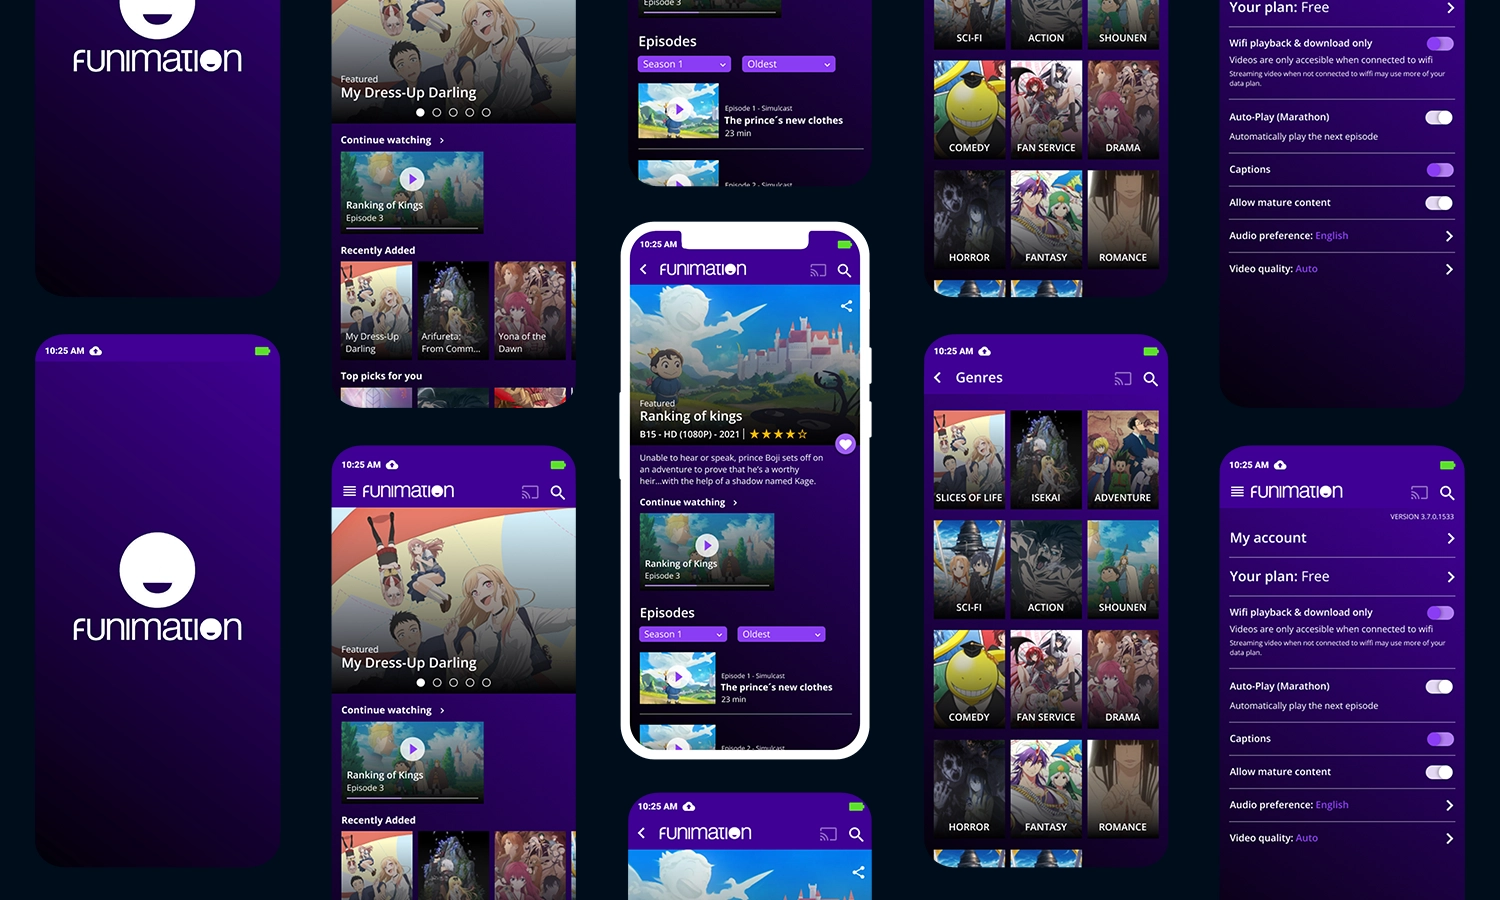 FUNIMATION
10:25 AM
FUNIMATION
Featured
My Dress-Up Darling
Continue watching
Ranking of Kings
Episode 3
Recently Added
My Dress-Up
Darling
Arifureta:
From Comm...
Yona of the
Dawn
Top picks for you
10:25 AM
FUNIMATION
Featured
My Dress-Up Darling
Continue watching
Ranking of Kings
Episode 3
Recently Added
Episode 3
Episodes
Season 1
Oldest
Episode 1 - Simulcast
The prince´s new clothes
23 min
Episode 2 - Simulcast
10:25 AM
FUNIMATION
Featured
Ranking of kings
B15 - HD (1080P) - 2021
Unable to hear or speak, prince Boji sets off on
an adventure to prove that he's a worthy
heir...with the help of a shadow named Kage.
Continue watching
Ranking of Kings
Episode 3
Episodes
Season 1
Oldest
Episode 1 - Simulcast
The prince´s new clothes
23 min
Episode 2 - Simulcast
10:25 AM
FUNIMATION
SCI-FI
ACTION
SHOUNEN
COMEDY
FAN SERVICE
DRAMA
HORROR
FANTASY
ROMANCE
10:25 AM
Genres
SLICES OF LIFE
ISEKAI
ADVENTURE
SCI-FI
ACTION
SHOUNEN
COMEDY
FAN SERVICE
DRAMA
HORROR
FANTASY
ROMANCE
Your plan: Free
Wifi playback & download only
Videos are only accesible when connected to wifi
Streaming video when not connected to wiffi may use more of your
data plan.
Auto-Play (Marathon)
Automatically play the next episode
Captions
Allow mature content
Audio preference: English
Video quality: Auto
10:25 AM
FUNIMATION
VERSION 3.7.0.1533
My account
Your plan: Free
Wifi playback & download only
Videos are only accesible when connected to wifi
Streaming video when not connected to wiffi may use more of your
data plan.
Auto-Play (Marathon)
Automatically play the next episode
Captions
Allow mature content
Audio preference: English
Video quality: Auto